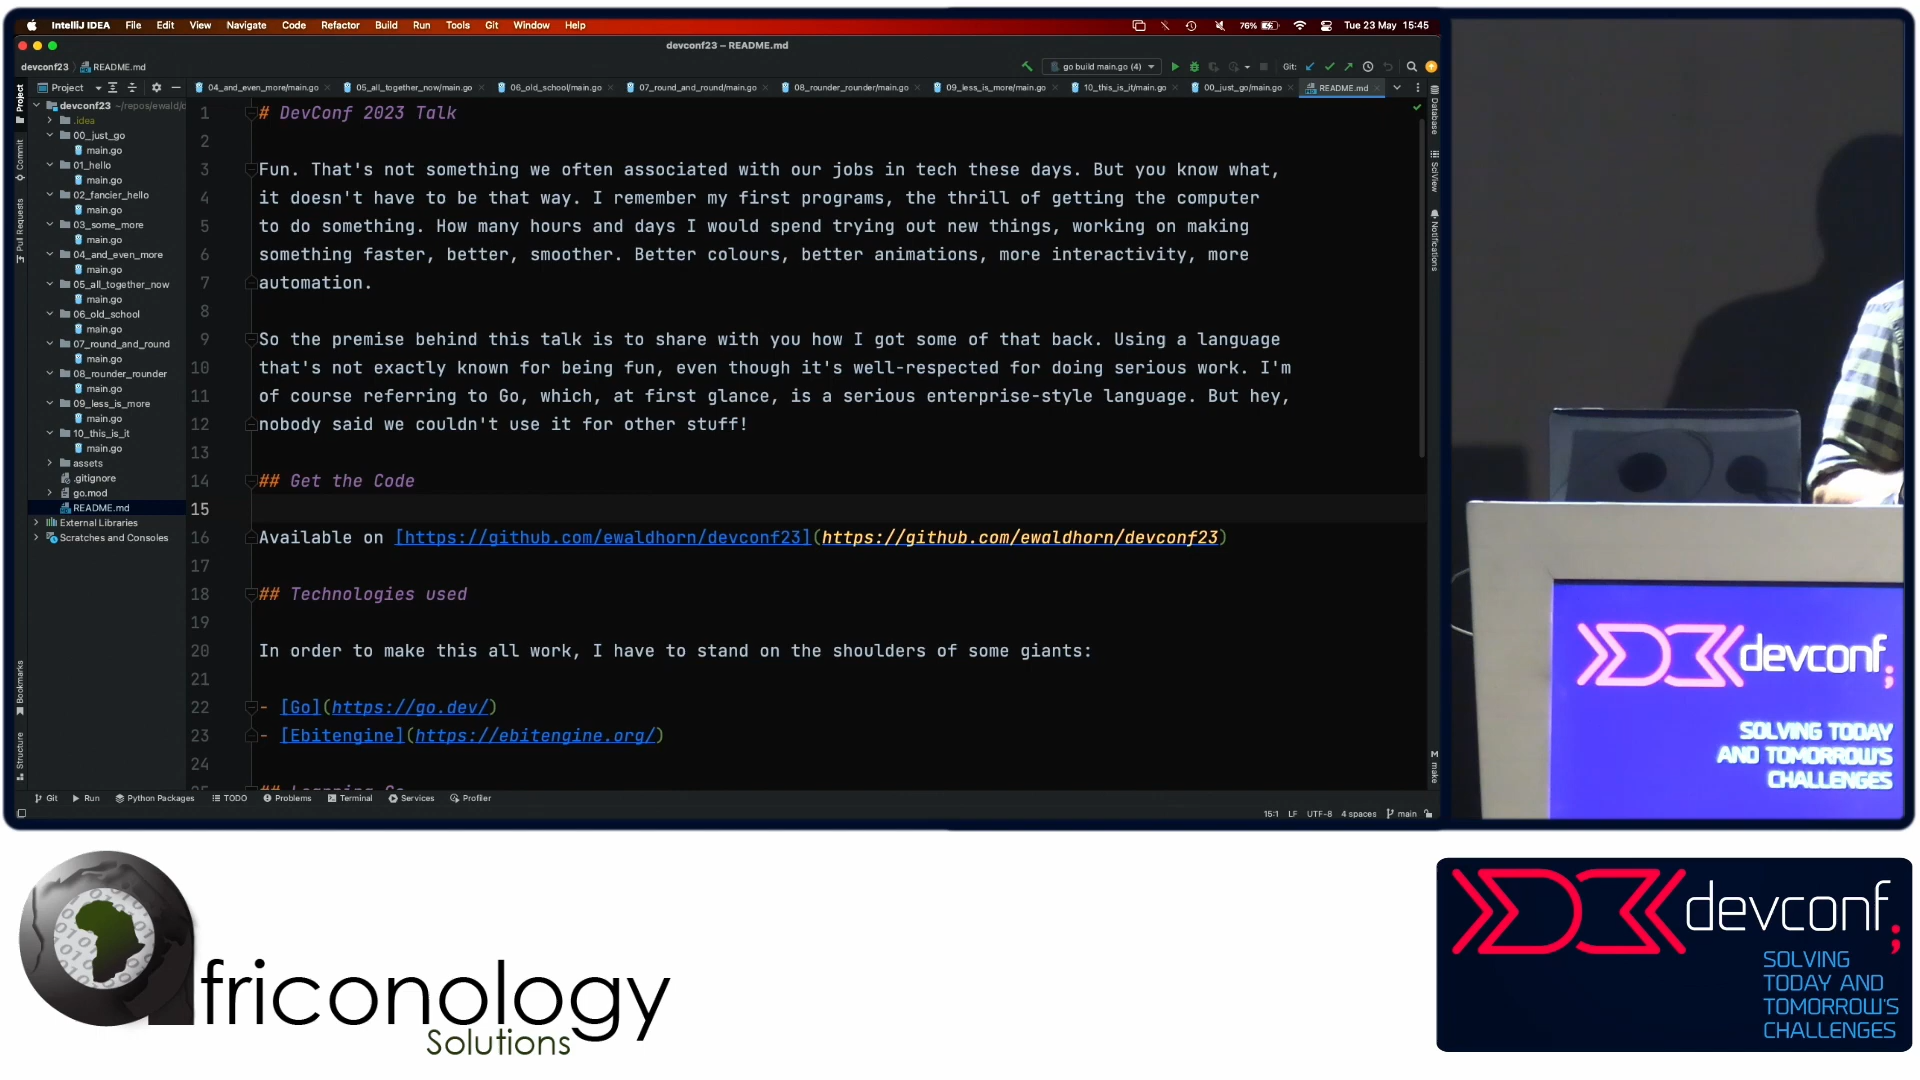 IntelliJ IDEA File Edit View Navigate Code Refactor Build Run Tools Git Window Help
76% Tue 23 May 15:45
devconf23 – README.md
devconf23 README.md
go build main.go (4)
Git:
Project
04_and_even_more/main.go
05_all_together_now/main.go
06_old_school/main.go
07_round_and_round/main.go
08_rounder_rounder/main.go
09_less_is_more/main.go
10_this_is_it/main.go
00_just_go/main.go
README.md
Project
Commit
Pull Requests
Bookmarks
Structure
devconf23 ~/repos/ewald/d
.idea
00_just_go
main.go
01_hello
main.go
02_fancier_hello
main.go
03_some_more
main.go
04_and_even_more
main.go
05_all_together_now
main.go
06_old_school
main.go
07_round_and_round
main.go
08_rounder_rounder
main.go
09_less_is_more
main.go
10_this_is_it
main.go
assets
.gitignore
go.mod
README.md
External Libraries
Scratches and Consoles
1 # DevConf 2023 Talk
2
3 Fun. That's not something we often associated with our jobs in tech these days. But you know what,
4 it doesn't have to be that way. I remember my first programs, the thrill of getting the computer
5 to do something. How many hours and days I would spend trying out new things, working on making
6 something faster, better, smoother. Better colours, better animations, more interactivity, more
7 automation.
8
9 So the premise behind this talk is to share with you how I got some of that back. Using a language
10 that's not exactly known for being fun, even though it's well-respected for doing serious work. I'm
11 of course referring to Go, which, at first glance, is a serious enterprise-style language. But hey,
12 nobody said we couldn't use it for other stuff!
13
14 ## Get the Code
15
16 Available on [https://github.com/ewaldhorn/devconf23](https://github.com/ewaldhorn/devconf23)
17
18 ## Technologies used
19
20 In order to make this all work, I have to stand on the shoulders of some giants:
21
22 - [Go](https://go.dev/)
23 - [Ebitengine](https://ebitengine.org/)
24
## Learning Go
Database
SciView
Notifications
make
Git Run Python Packages TODO Problems Terminal Services Profiler
15:1 LF UTF-8 4 spaces main
devconf;
SOLVING TODAY
AND TOMORROW'S
CHALLENGES
africonology
Solutions
devconf;
SOLVING
TODAY AND
TOMORROW'S
CHALLENGES